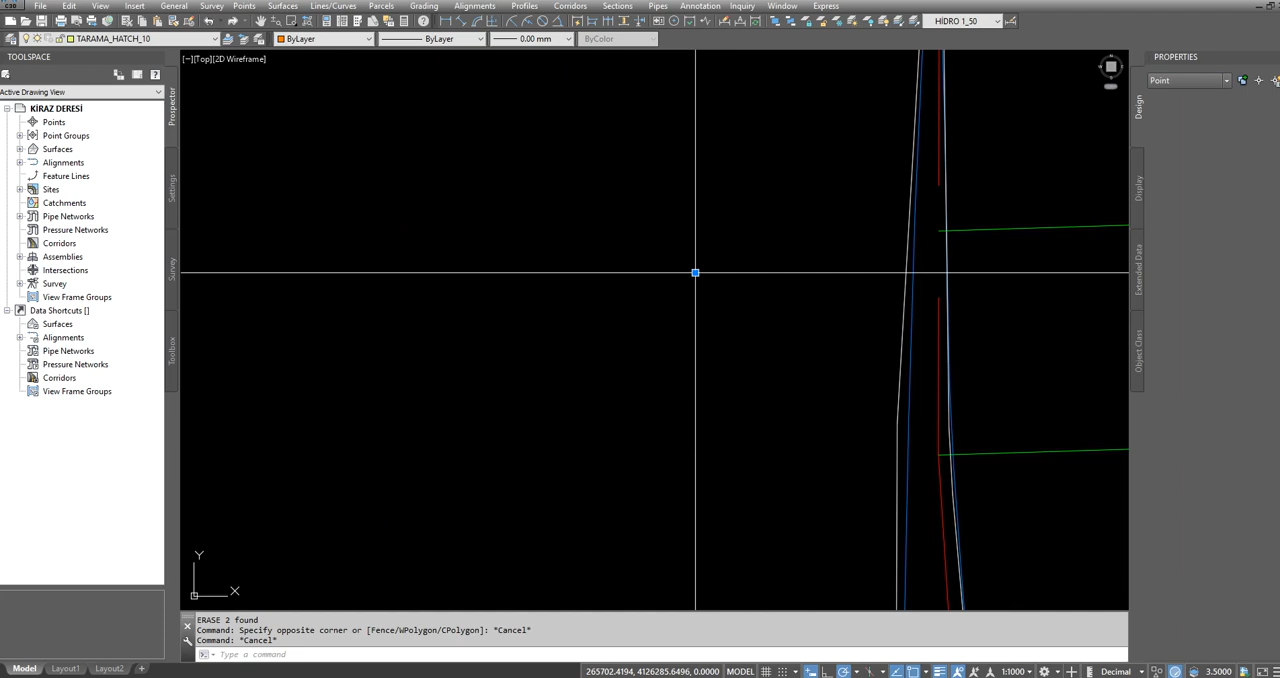 C3D File Edit View Insert General Survey Points Surfaces Lines/Curves Parcels Grading Alignments Profiles Corridors Sections Pipes Annotation Inquiry Window Express
HİDRO 1_50
TARAMA_HATCH_10 ByLayer ByLayer 0.00 mm ByColor
TOOLSPACE
Active Drawing View
KİRAZ DERESİ
Points
Point Groups
Surfaces
Alignments
Feature Lines
Sites
Catchments
Pipe Networks
Pressure Networks
Corridors
Assemblies
Intersections
Survey
View Frame Groups
Data Shortcuts []
Surfaces
Alignments
Pipe Networks
Pressure Networks
Corridors
View Frame Groups
Prospector
Settings
Survey
Toolbox
[−][Top][2D Wireframe]
Y
X
Design
Display
Extended Data
Object Class
PROPERTIES
Point
ERASE 2 found
Command: Specify opposite corner or [Fence/WPolygon/CPolygon]: *Cancel*
Command: *Cancel*
Type a command
Model Layout1 Layout2 +
265702.4194, 4126285.6496, 0.0000 MODEL 1:1000 Decimal 3.5000